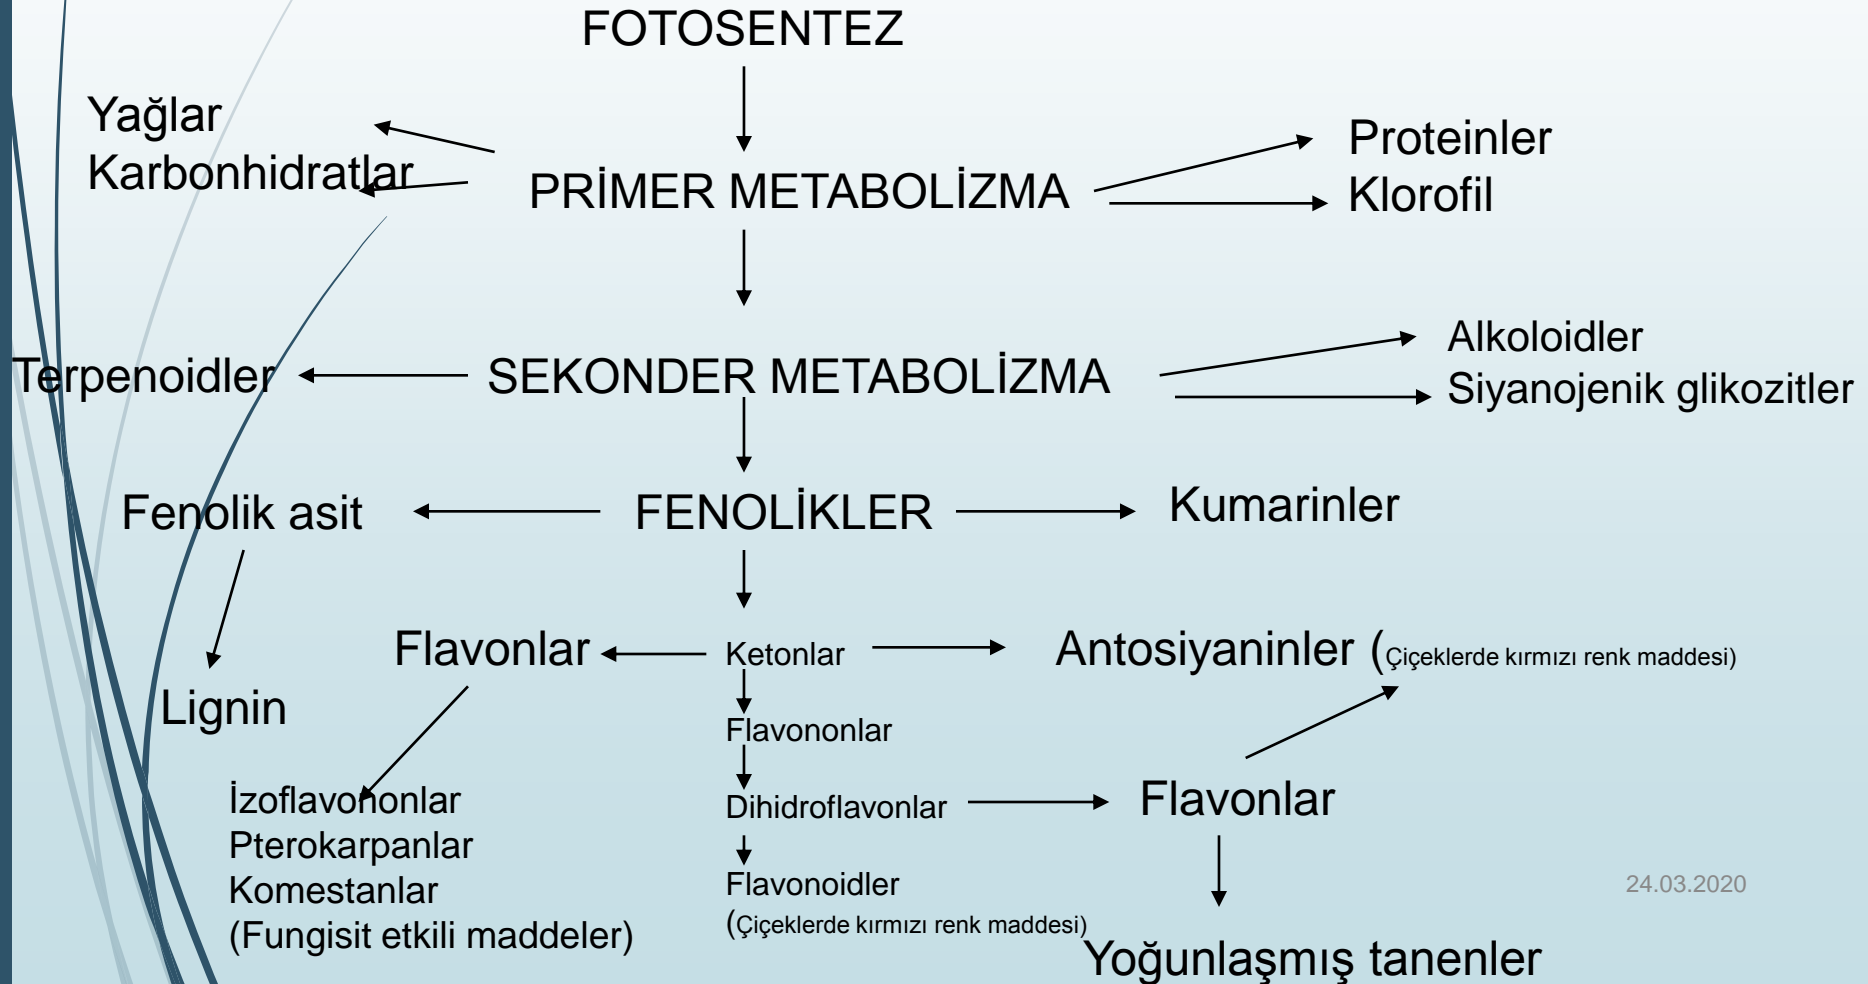 FOTOSENTEZ
Yağlar
Karbonhidratlar
PRİMER METABOLİZMA
Proteinler
Klorofil
Terpenoidler
SEKONDER METABOLİZMA
Alkoloidler
Siyanojenik glikozitler
Fenolik asit
FENOLİKLER
Kumarinler
Flavonlar
Ketonlar
Antosiyaninler (Çiçeklerde kırmızı renk maddesi)
Lignin
Flavononlar
İzoflavononlar
Pterokarpanlar
Komestanlar
(Fungisit etkili maddeler)
Dihidroflavonlar
Flavonlar
Flavonoidler
(Çiçeklerde kırmızı renk maddesi)
24.03.2020
Yoğunlaşmış tanenler